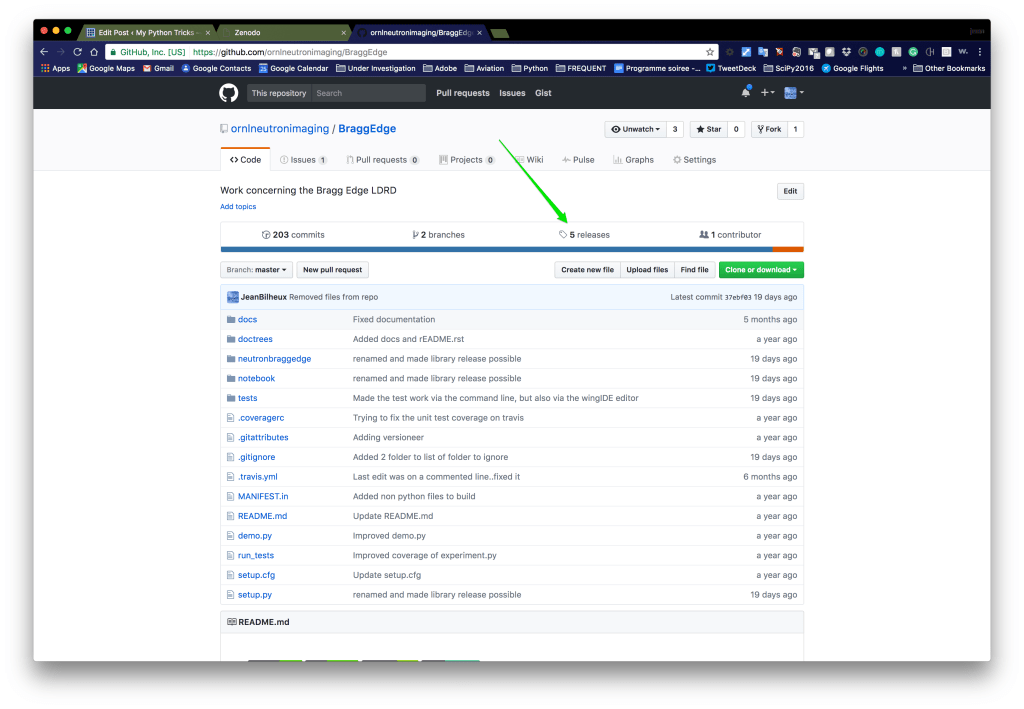 Edit Post ‹ My Python Tricks —
Zenodo
ornlneutronimaging/BraggEdge
GitHub, Inc. [US] https://github.com/ornlneutronimaging/BraggEdge
Apps Google Maps Gmail Google Contacts Google Calendar Under Investigation Adobe Aviation Python FREQUENT Programme soiree -... TweetDeck SciPy2016 Google Flights » Other Bookmarks
This repository Search Pull requests Issues Gist
ornlneutronimaging / BraggEdge
Unwatch 3 Star 0 Fork 1
Code Issues 1 Pull requests 0 Projects 0 Wiki Pulse Graphs Settings
Work concerning the Bragg Edge LDRD
Edit
Add topics
203 commits 2 branches 5 releases 1 contributor
Branch: master New pull request Create new file Upload files Find file Clone or download
JeanBilheux Removed files from repo Latest commit 37ebf03 19 days ago
docs Fixed documentation 5 months ago
doctrees Added docs and rEADME.rst a year ago
neutronbraggedge renamed and made library release possible 19 days ago
notebook renamed and made library release possible 19 days ago
tests Made the test work via the command line, but also via the wingIDE editor 19 days ago
.coveragerc Trying to fix the unit test coverage on travis a year ago
.gitattributes Adding versioneer a year ago
.gitignore Added 2 folder to list of folder to ignore 19 days ago
.travis.yml Last edit was on a commented line..fixed it 6 months ago
MANIFEST.in Added non python files to build a year ago
README.md Update README.md a year ago
demo.py Improved demo.py a year ago
run_tests Improved coverage of experiment.py a year ago
setup.cfg Update setup.cfg a year ago
setup.py renamed and made library release possible 19 days ago
README.md